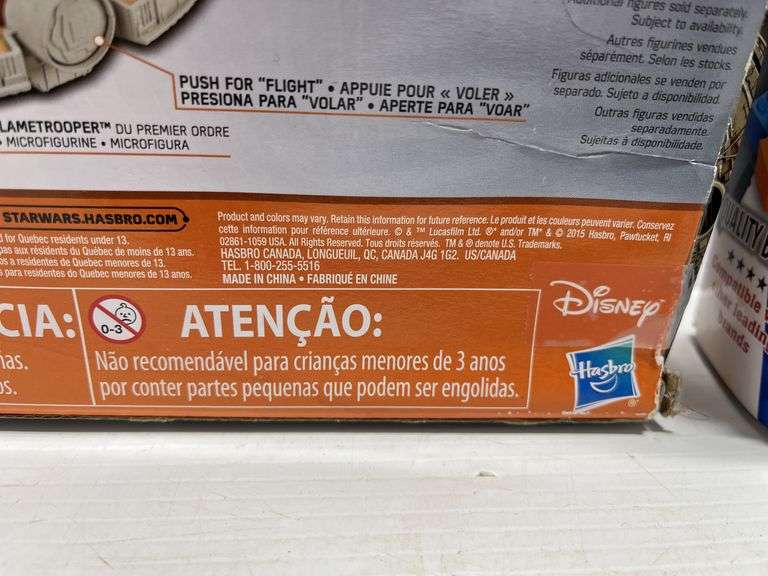 Additional figures sold separately.
Subject to availability.
Autres figurines vendues
séparément. Selon les stocks.
Figuras adicionales se venden por
separado. Sujeto a disponibilidad.
Outras figuras vendidas
separadamente.
Sujeitas à disponibilidade.
PUSH FOR "FLIGHT" • APPUIE POUR « VOLER »
PRESIONA PARA "VOLAR" • APERTE PARA "VOAR"
LAMETROOPER™ DU PREMIER ORDRE
• MICROFIGURINE • MICROFIGURA
STARWARS.HASBRO.COM
d for Quebec residents under 13.
pas aux résidents du Québec de moins de 13 ans.
a residentes de Quebec menores de 13.
s para residentes do Quebec menores de 13 anos.
Product and colors may vary. Retain this information for future reference. Le produit et les couleurs peuvent varier. Conservez
cette information pour référence ultérieure. © & ™ Lucasfilm Ltd. ®* and/or TM* & © 2015 Hasbro, Pawtucket, RI
02861-1059 USA. All Rights Reserved. Tous droits réservés. TM & ® denote U.S. Trademarks.
HASBRO CANADA, LONGUEUIL, QC, CANADA J4G 1G2. US/CANADA
TEL. 1-800-255-5516
MADE IN CHINA • FABRIQUÉ EN CHINE
CIA:
ñas.
os.
0-3
ATENÇÃO:
Não recomendável para crianças menores de 3 anos
por conter partes pequenas que podem ser engolidas.
Disney
Hasbro
®
QUALITY
Compatible
other leading
brands